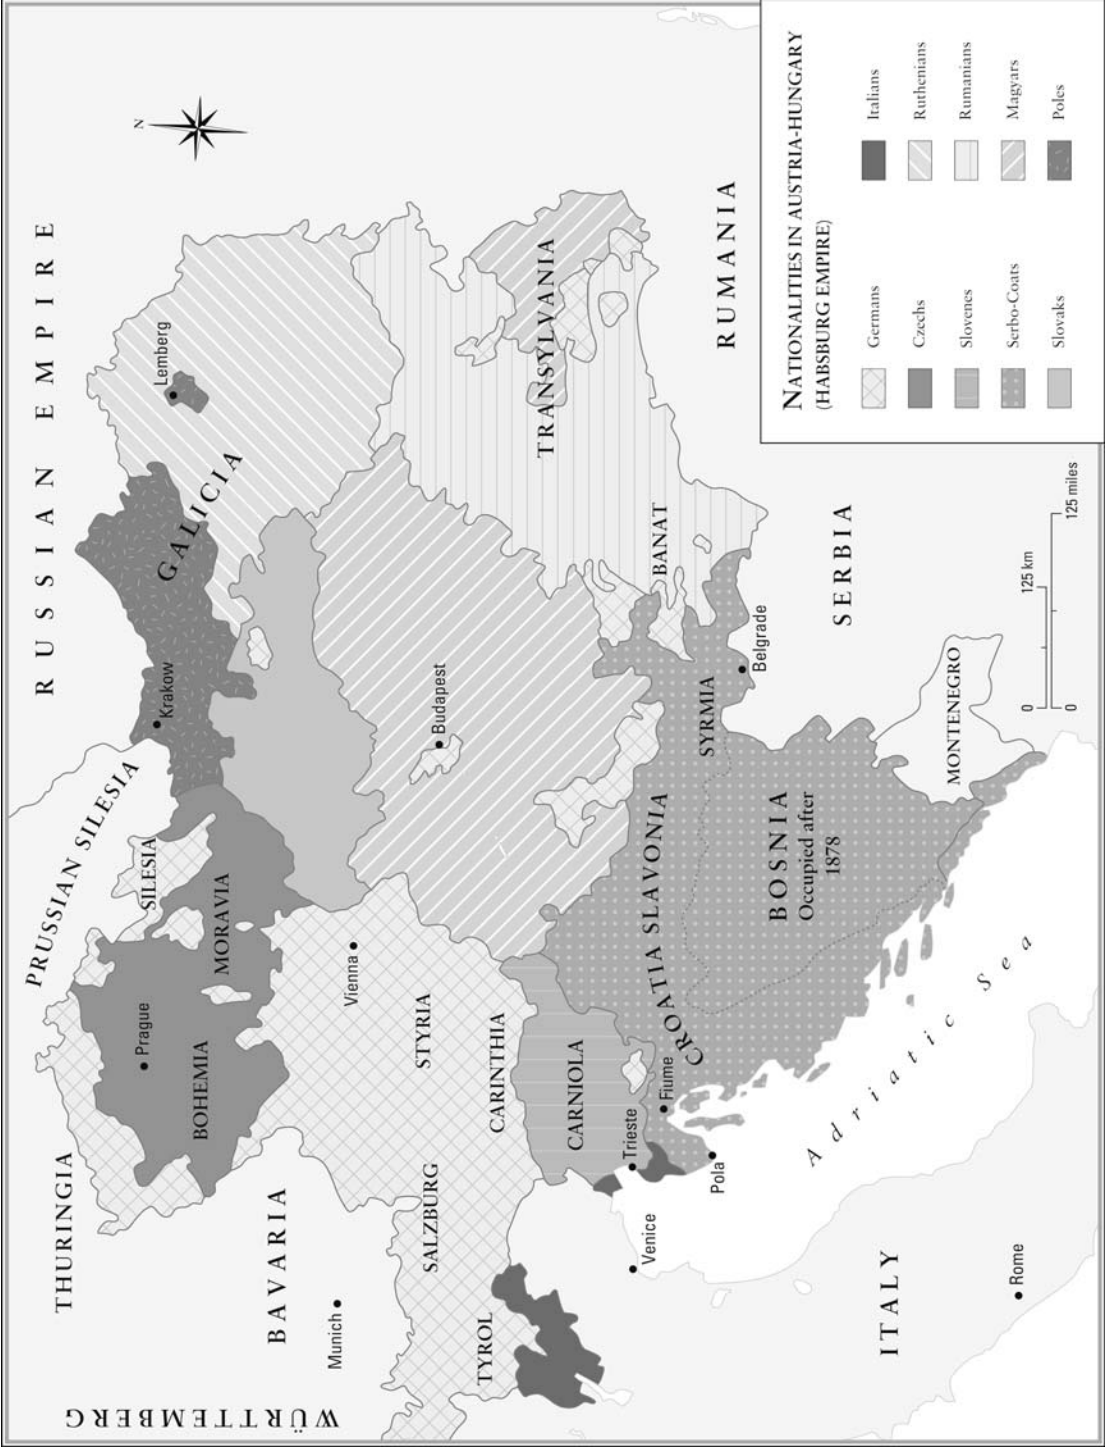 NATIONALITIES IN AUSTRIA-HUNGARY
(HABSBURG EMPIRE)
Germans
Italians
Czechs
Ruthenians
Slovenes
Rumanians
Serbo-Coats
Magyars
Slovaks
Poles
N
RUSSIAN EMPIRE
PRUSSIAN SILESIA
THURINGIA
BAVARIA
WÜRTTEMBERG
Munich
Prague
BOHEMIA
MORAVIA
SILESIA
Krakow
GALICIA
Lemberg
Vienna
STYRIA
CARINTHIA
SALZBURG
TYROL
CARNIOLA
Trieste
Fiume
Pola
Venice
Budapest
TRANSYLVANIA
BANAT
RUMANIA
CROATIA SLAVONIA
SYRMIA
Belgrade
SERBIA
BOSNIA
Occupied after
1878
MONTENEGRO
Adriatic Sea
ITALY
Rome
0
125 km
0
125 miles